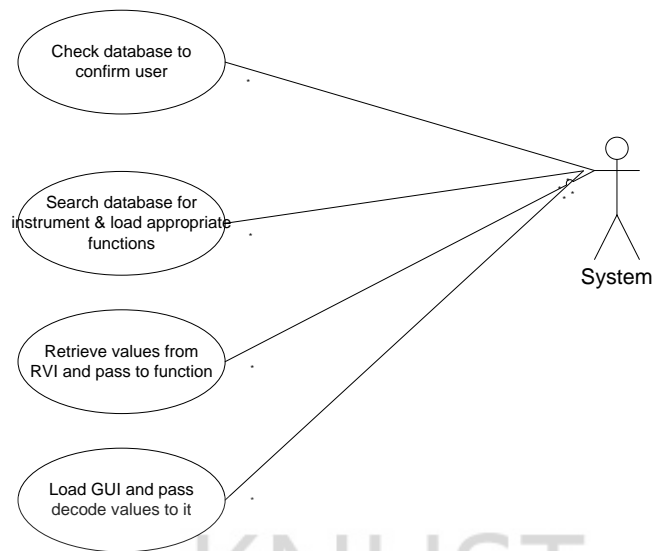 Check database to
confirm user
Search database for
instrument & load appropriate
functions
System
Retrieve values from
RVI and pass to function
Load GUI and pass
decode values to it
KNUST